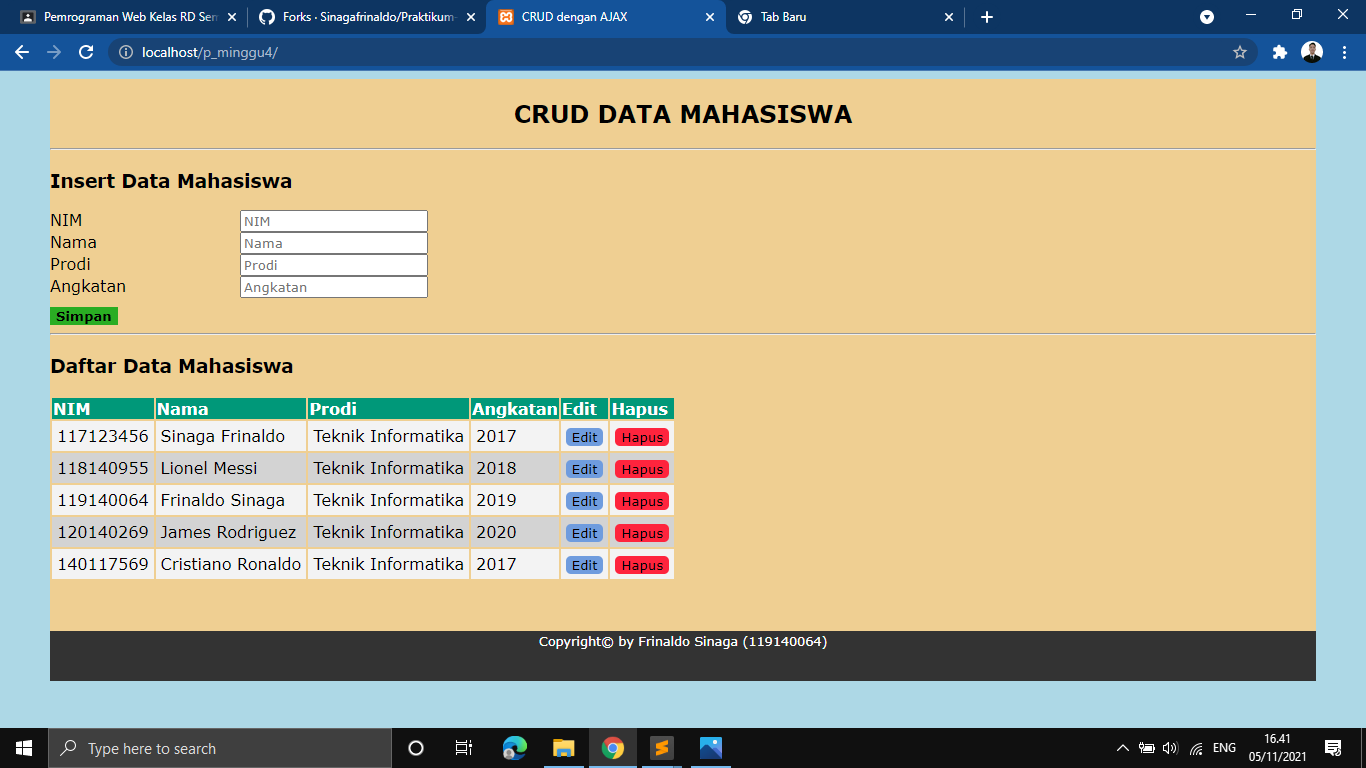 Pemrograman Web Kelas RD Sem
Forks · Sinagafrinaldo/Praktikum-
CRUD dengan AJAX
Tab Baru
localhost/p_minggu4/
CRUD DATA MAHASISWA
Insert Data Mahasiswa
NIM NIM
Nama Nama
Prodi Prodi
Angkatan Angkatan
Simpan
Daftar Data Mahasiswa
NIM Nama Prodi Angkatan Edit Hapus
117123456 Sinaga Frinaldo Teknik Informatika 2017 Edit Hapus
118140955 Lionel Messi Teknik Informatika 2018 Edit Hapus
119140064 Frinaldo Sinaga Teknik Informatika 2019 Edit Hapus
120140269 James Rodriguez Teknik Informatika 2020 Edit Hapus
140117569 Cristiano Ronaldo Teknik Informatika 2017 Edit Hapus
Copyright© by Frinaldo Sinaga (119140064)
Type here to search
ENG
16.41
05/11/2021